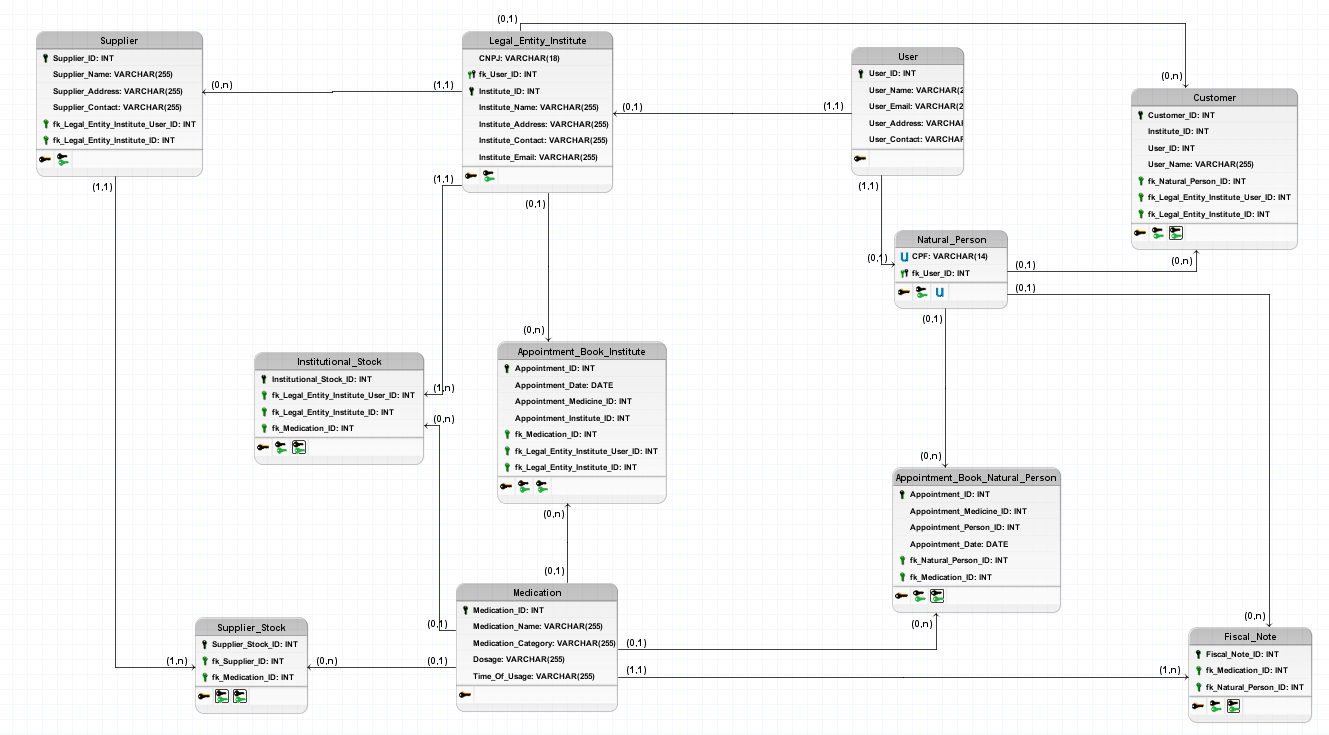 Supplier
Supplier_ID: INT
Supplier_Name: VARCHAR(255)
Supplier_Address: VARCHAR(255)
Supplier_Contact: VARCHAR(255)
fk_Legal_Entity_Institute_User_ID: INT
fk_Legal_Entity_Institute_ID: INT
(0,n)
(1,1)
(1,1)
(0,1)
Legal_Entity_Institute
CNPJ: VARCHAR(18)
fk_User_ID: INT
Institute_ID: INT
Institute_Name: VARCHAR(255)
Institute_Address: VARCHAR(255)
Institute_Contact: VARCHAR(255)
Institute_Email: VARCHAR(255)
(1,1)
(0,1)
(0,1)
(1,1)
User
User_ID: INT
User_Name: VARCHAR(2
User_Email: VARCHAR(2
User_Address: VARCHAR
User_Contact: VARCHAR
(1,1)
(0,1)
(0,n)
Customer
Customer_ID: INT
Institute_ID: INT
User_ID: INT
User_Name: VARCHAR(255)
fk_Natural_Person_ID: INT
fk_Legal_Entity_Institute_User_ID: INT
fk_Legal_Entity_Institute_ID: INT
(0,n)
Natural_Person
U CPF: VARCHAR(14)
fk_User_ID: INT
U
(0,1)
(0,1)
(0,1)
(0,n)
Institutional_Stock
Institutional_Stock_ID: INT
fk_Legal_Entity_Institute_User_ID: INT
fk_Legal_Entity_Institute_ID: INT
fk_Medication_ID: INT
(1,n)
(0,n)
(0,n)
Appointment_Book_Institute
Appointment_ID: INT
Appointment_Date: DATE
Appointment_Medicine_ID: INT
Appointment_Institute_ID: INT
fk_Medication_ID: INT
fk_Legal_Entity_Institute_User_ID: INT
fk_Legal_Entity_Institute_ID: INT
(0,n)
(0,1)
Appointment_Book_Natural_Person
Appointment_ID: INT
Appointment_Medicine_ID: INT
Appointment_Person_ID: INT
Appointment_Date: DATE
fk_Natural_Person_ID: INT
fk_Medication_ID: INT
(0,n)
(0,n)
Supplier_Stock
Supplier_Stock_ID: INT
fk_Supplier_ID: INT
fk_Medication_ID: INT
(1,n)
(0,n)
(0,1)
(0,1)
Medication
Medication_ID: INT
Medication_Name: VARCHAR(255)
Medication_Category: VARCHAR(255)
Dosage: VARCHAR(255)
Time_Of_Usage: VARCHAR(255)
(0,1)
(1,1)
(1,n)
Fiscal_Note
Fiscal_Note_ID: INT
fk_Medication_ID: INT
fk_Natural_Person_ID: INT